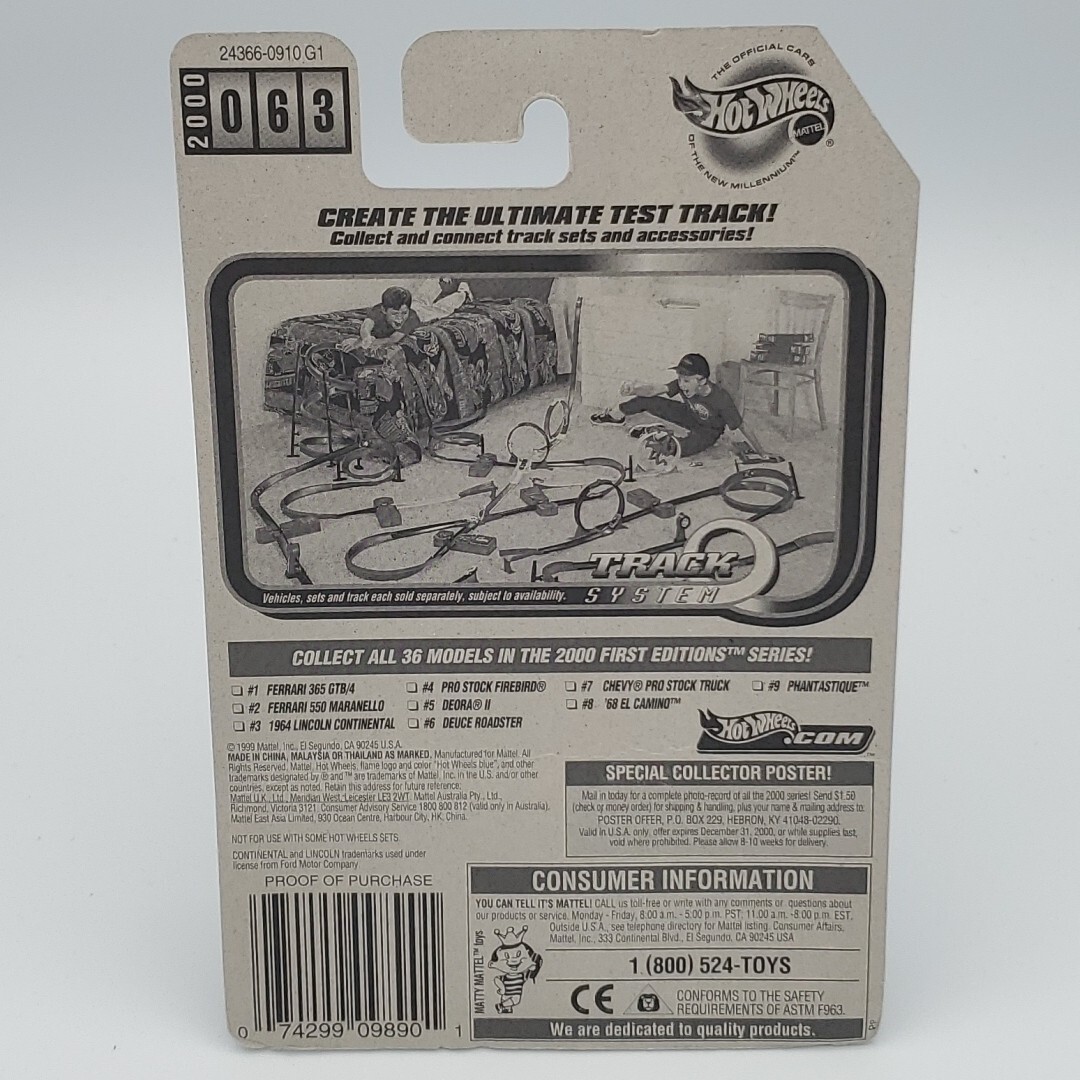 24366-0910 G1
2000
063
THE OFFICIAL CARS
HOT WHEELS
MATTEL
®
OF THE NEW MILLENNIUM™
CREATE THE ULTIMATE TEST TRACK!
Collect and connect track sets and accessories!
TRACK
SYSTEM
Vehicles, sets and track each sold separately, subject to availability.
COLLECT ALL 36 MODELS IN THE 2000 FIRST EDITIONS™ SERIES!
#1 FERRARI 365 GTB/4
#2 FERRARI 550 MARANELLO
#3 1964 LINCOLN CONTINENTAL
#4 PRO STOCK FIREBIRD®
#5 DEORA® II
#6 DEUCE ROADSTER
#7 CHEVY® PRO STOCK TRUCK
#8 '68 EL CAMINO™
#9 PHANTASTIQUE™
HOT WHEELS.COM™
© 1999 Mattel, Inc., El Segundo, CA 90245 U.S.A.
MADE IN CHINA, MALAYSIA OR THAILAND AS MARKED. Manufactured for Mattel. All
Rights Reserved. Mattel, Hot Wheels, flame logo and color "Hot Wheels blue", and other
trademarks designated by ® and ™ are trademarks of Mattel, Inc. in the U.S. and/or other
countries, except as noted. Retain this address for future reference:
Mattel U.K., Ltd., Meridian West, Leicester LE3 2WT. Mattel Australia Pty., Ltd.,
Richmond, Victoria 3121. Consumer Advisory Service 1800 800 812 (valid only in Australia).
Mattel East Asia Limited, 930 Ocean Centre, Harbour City, HK, China.
NOT FOR USE WITH SOME HOT WHEELS SETS.
CONTINENTAL and LINCOLN trademarks used under
license from Ford Motor Company.
SPECIAL COLLECTOR POSTER!
Mail in today for a complete photo-record of all the 2000 series! Send $1.50
(check or money order) for shipping & handling, plus your name & mailing address to:
POSTER OFFER, P.O. BOX 229, HEBRON, KY 41048-02290.
Valid in U.S.A. only, offer expires December 31, 2000, or while supplies last,
void where prohibited. Please allow 8-10 weeks for delivery.
PROOF OF PURCHASE
0 74299 09890 1
CONSUMER INFORMATION
YOU CAN TELL IT'S MATTEL! CALL us toll-free or write with any comments or questions about
our products or service. Monday - Friday, 8:00 a.m. - 5:00 p.m. PST; 11:00 a.m. -8:00 p.m. EST.
Outside U.S.A., see telephone directory for Mattel listing. Consumer Affairs,
Mattel, Inc., 333 Continental Blvd., El Segundo, CA 90245 USA
MATTY MATTEL™ toys
1 (800) 524-TOYS
CE
CONFORMS TO THE SAFETY
REQUIREMENTS OF ASTM F963.
We are dedicated to quality products.